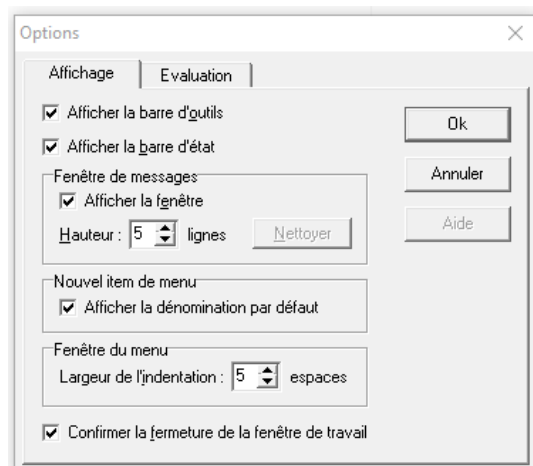 Options
Affichage Evaluation
Afficher la barre d'outils
Ok
Afficher la barre d'état
Annuler
Fenêtre de messages
Afficher la fenêtre
Aide
Hauteur : 5 lignes Nettoyer
Nouvel item de menu
Afficher la dénomination par défaut
Fenêtre du menu
Largeur de l'indentation : 5 espaces
Confirmer la fermeture de la fenêtre de travail